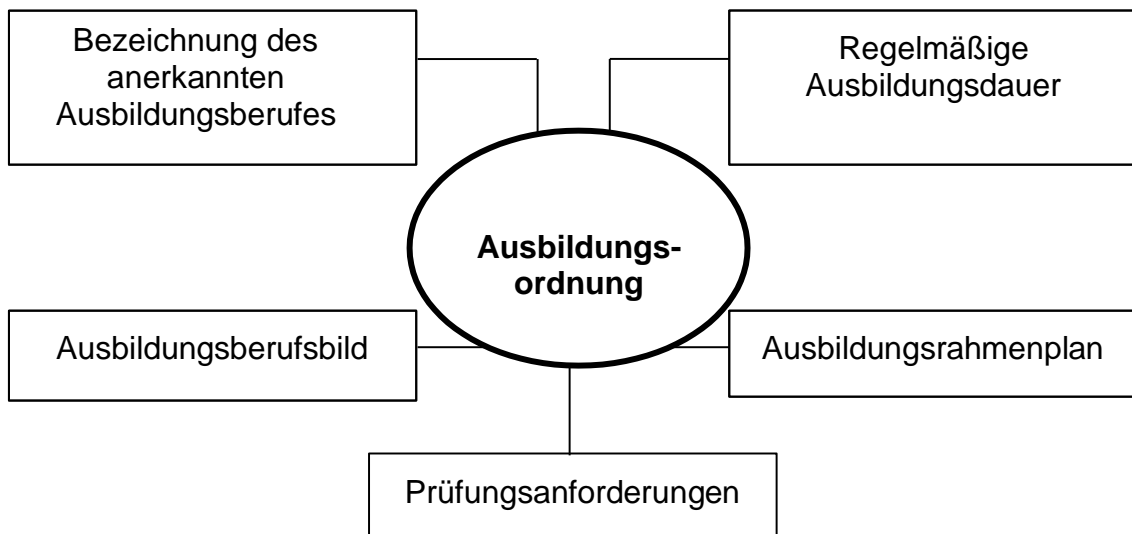 Bezeichnung des
anerkannten
Ausbildungsberufes
Regelmäßige
Ausbildungsdauer
Ausbildungs-
ordnung
Ausbildungsberufsbild
Ausbildungsrahmenplan
Prüfungsanforderungen